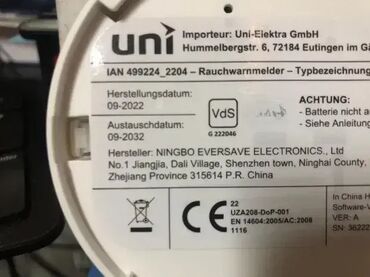 uni
Importeur: Uni-Elektra GmbH
Hummelbergstr. 6, 72184 Eutingen im Gä
IAN 499224_2204 – Rauchwarnmelder – Typbezeichnung
Herstellungsdatum:
09-2022
Austauschdatum:
09-2032
VdS
G 222046
ACHTUNG:
- Batterie nicht a
- Siehe Anleitung
Hersteller: NINGBO EVERSAVE ELECTRONICS., Ltd
No.1 Jiangjia, Dali Village, Shenzhen town, Ninghai County,
Zhejiang Province 315614 P.R. China
CE
22
UZA208-DoP-001
EN 14604:2005/AC:2008
1116
In China H
Software-V
VER: A
SN: 36222